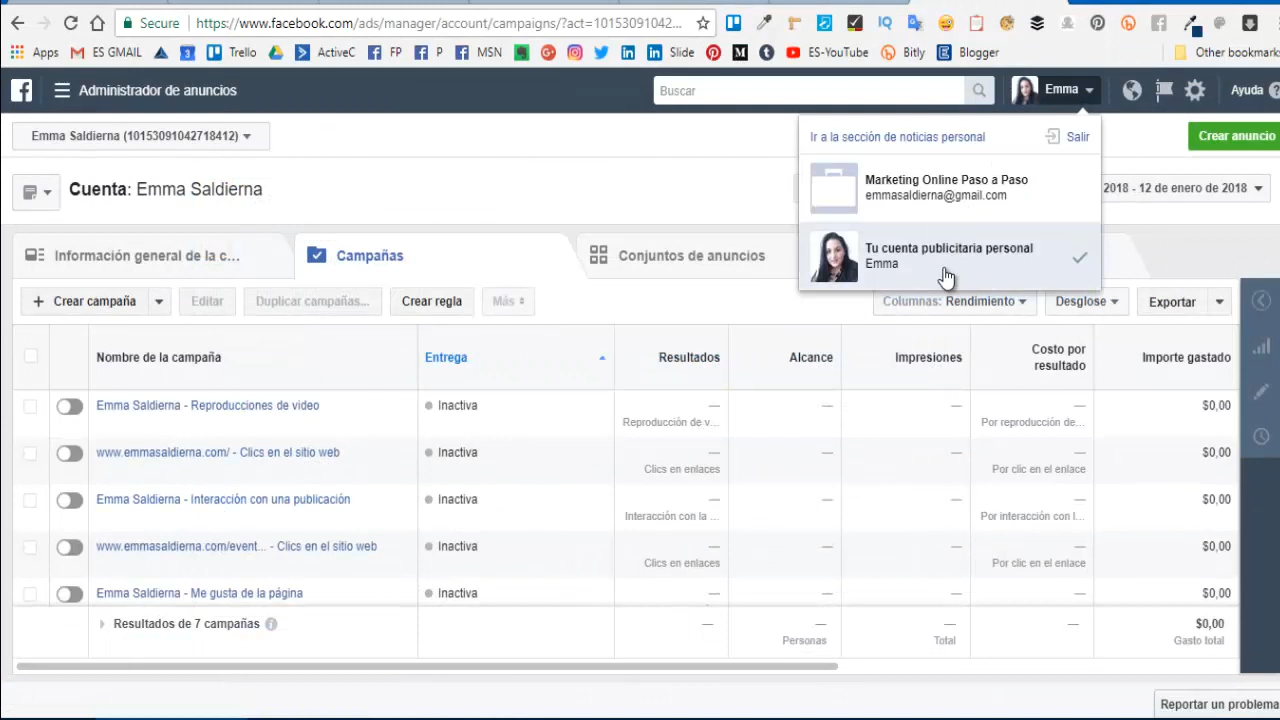 Secure
https://www.facebook.com/ads/manager/account/campaigns/?act=10153091042...
Apps
ES GMAIL
3
Trello
ActiveC
FP
P
MSN
Slide
ES-YouTube
Bitly
Blogger
Other bookmark
Administrador de anuncios
Buscar
Emma
Ayuda
Emma Saldierna (10153091042718412)
Ir a la sección de noticias personal
Salir
Crear anuncio
Cuenta: Emma Saldierna
Marketing Online Paso a Paso
emmasaldierna@gmail.com
2018 - 12 de enero de 2018
Tu cuenta publicitaria personal
Emma
Información general de la c...
Campañas
Conjuntos de anuncios
+ Crear campaña
Editar
Duplicar campañas...
Crear regla
Más
Columnas: Rendimiento
Desglose
Exportar
Nombre de la campaña
Entrega
Resultados
Alcance
Impresiones
Costo por
resultado
Importe gastado
Emma Saldierna - Reproducciones de video
Inactiva
—
—
—
—
$0,00
Reproducción de v...
Por reproducción de...
www.emmasaldierna.com/ - Clics en el sitio web
Inactiva
—
—
—
—
$0,00
Clics en enlaces
Por clic en el enlace
Emma Saldierna - Interacción con una publicación
Inactiva
—
—
—
—
$0,00
Interacción con la ...
Por interacción con l...
www.emmasaldierna.com/event... - Clics en el sitio web
Inactiva
—
—
—
—
$0,00
Clics en enlaces
Por clic en el enlace
Emma Saldierna - Me gusta de la página
Inactiva
—
—
—
—
$0,00
Resultados de 7 campañas
—
—
—
—
$0,00
Personas
Total
Gasto total
Reportar un problema